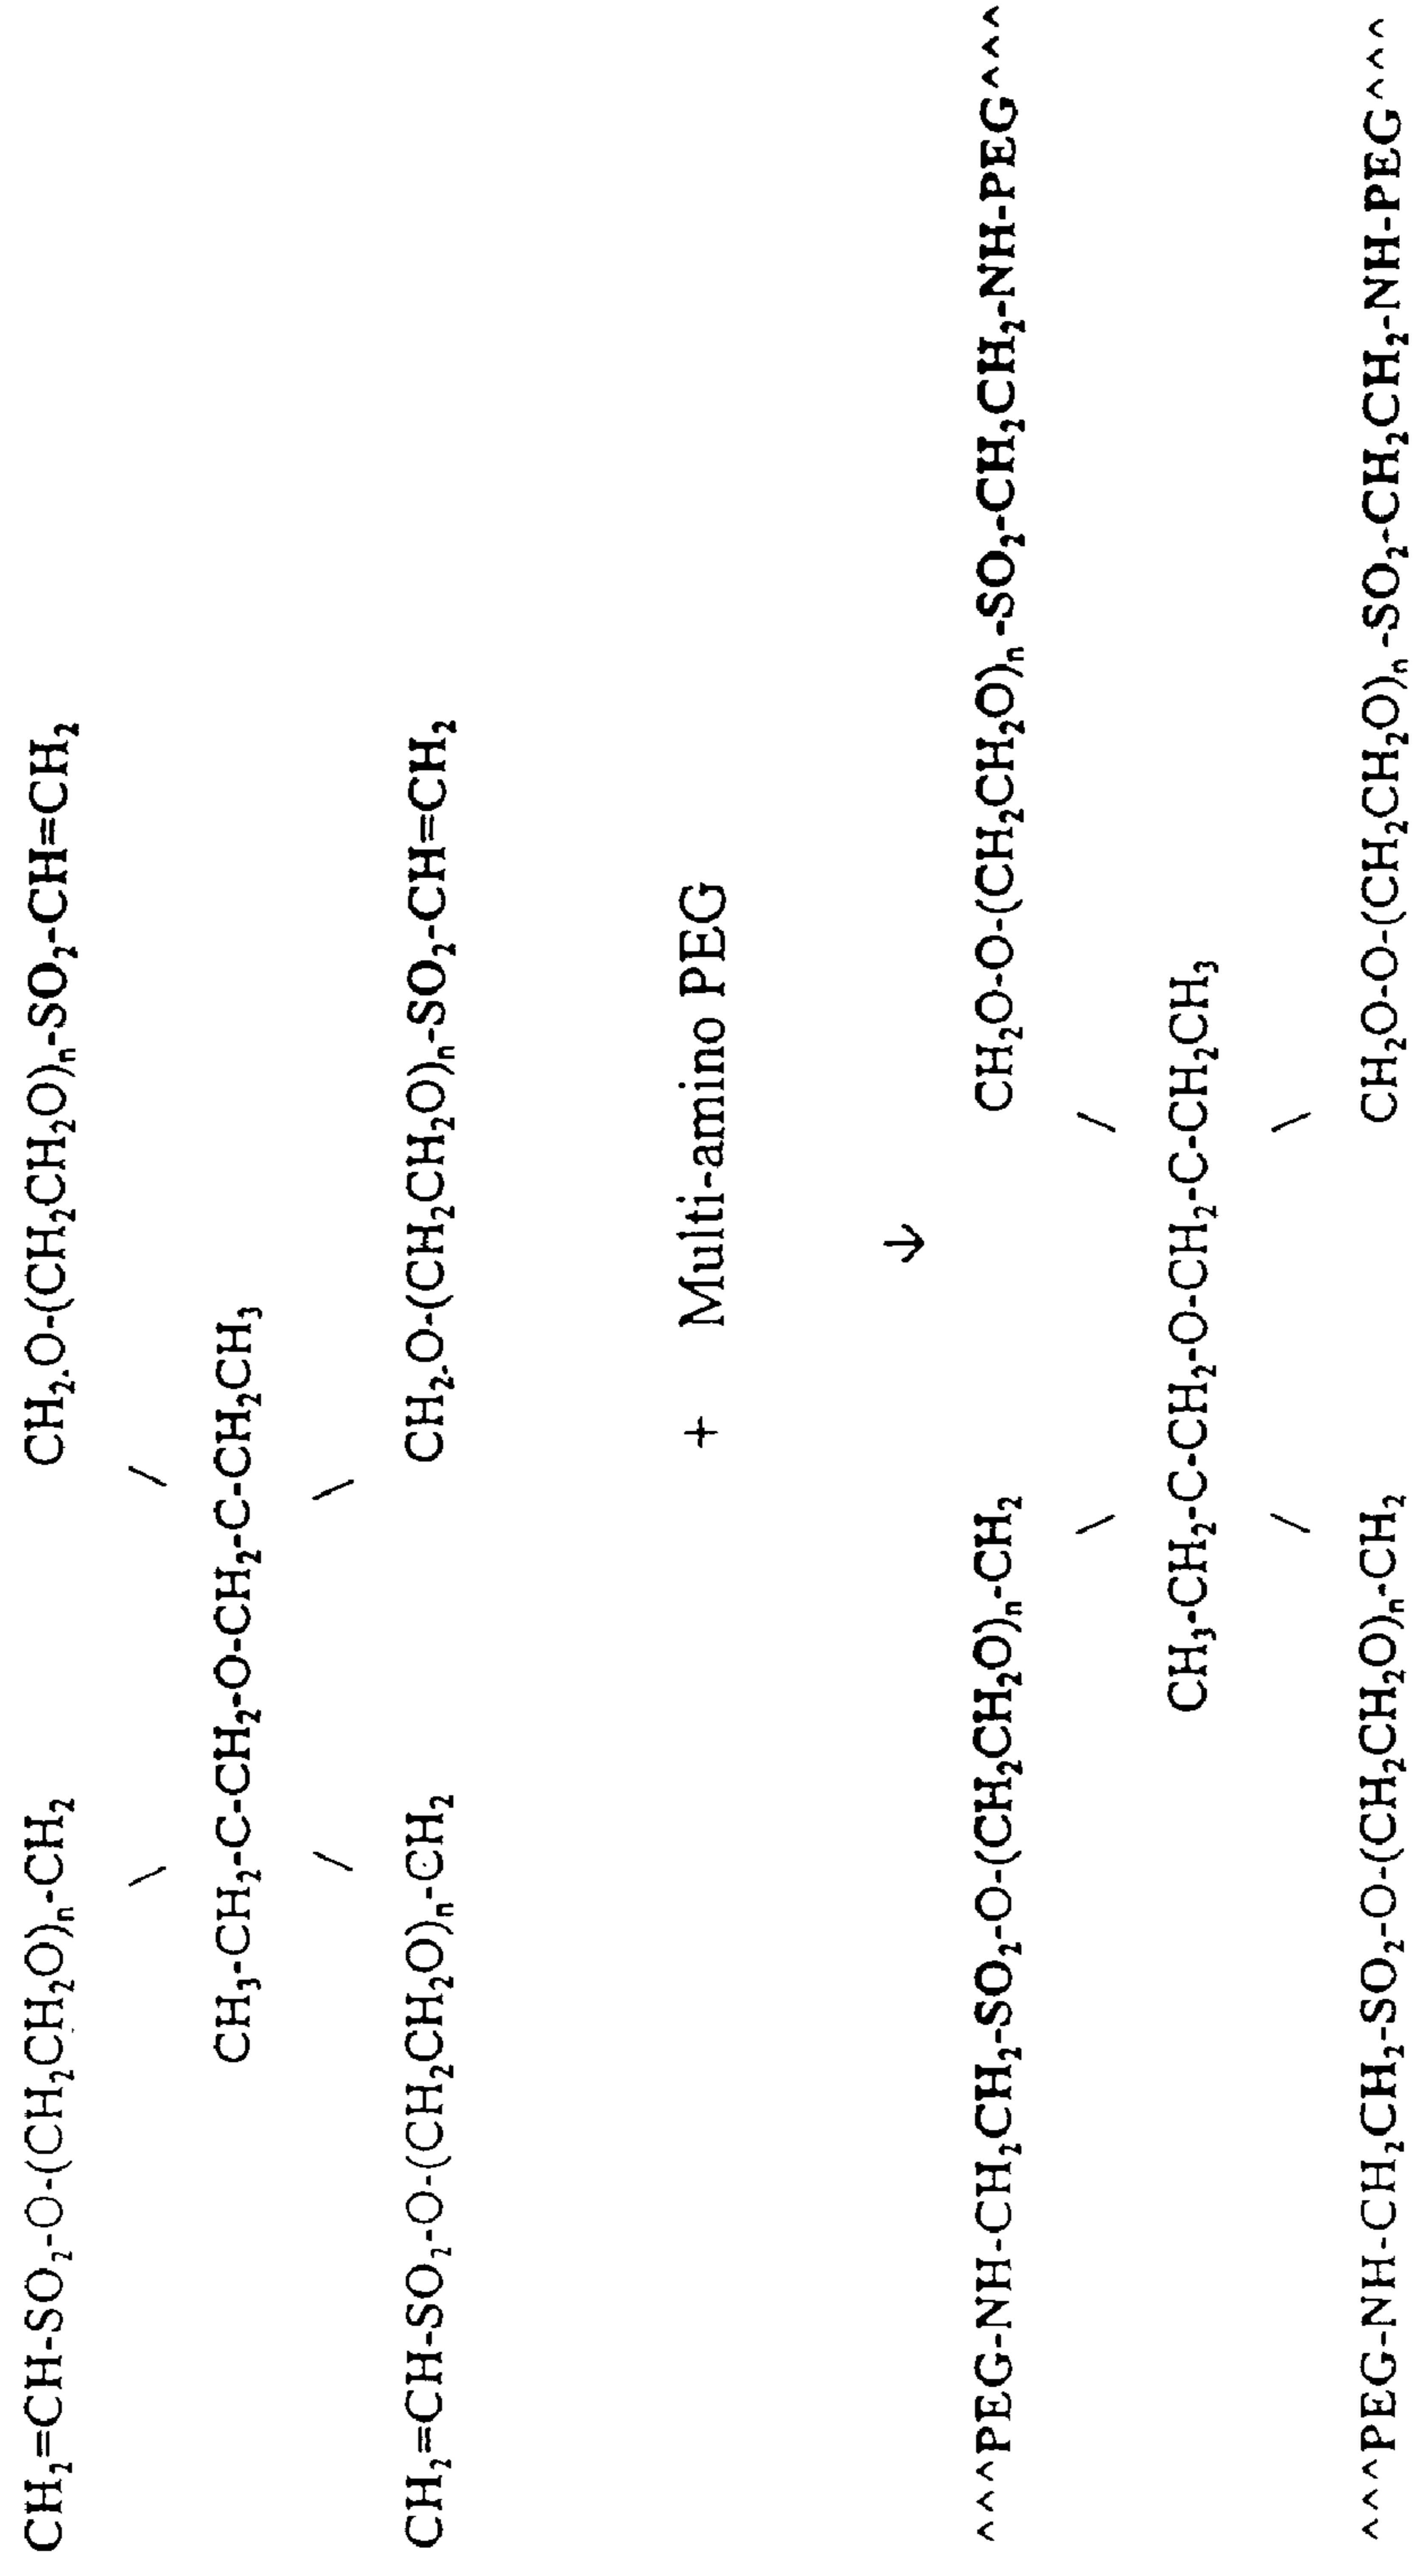 CH₂=CH-SO₂-O-(CH₂CH₂O)ₙ-CH₂ CH₂-O-(CH₂CH₂O)ₙ-SO₂-CH=CH₂
\ /
CH₃-CH₂-C-CH₂-O-CH₂-C-CH₂CH₃
/ \
CH₂=CH-SO₂-O-(CH₂CH₂O)ₙ-CH₂ CH₂-O-(CH₂CH₂O)ₙ-SO₂-CH=CH₂
+ Multi-amino PEG
↓
^^^PEG-NH-CH₂CH₂-SO₂-O-(CH₂CH₂O)ₙ-CH₂ CH₂O-O-(CH₂CH₂O)ₙ-SO₂-CH₂CH₂-NH-PEG^^^
\ /
CH₃-CH₂-C-CH₂-O-CH₂-C-CH₂CH₃
/ \
^^^PEG-NH-CH₂CH₂-SO₂-O-(CH₂CH₂O)ₙ-CH₂ CH₂O-O-(CH₂CH₂O)ₙ-SO₂-CH₂CH₂-NH-PEG^^^